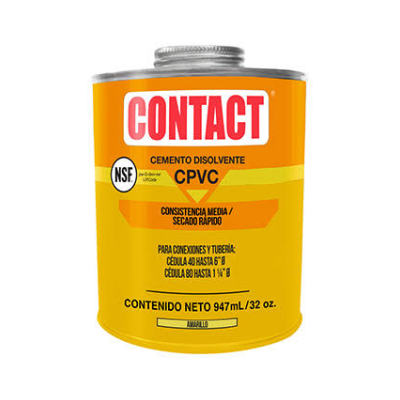 CONTACT®
CEMENTO DISOLVENTE
NSF®
CPVC
CONSISTENCIA MEDIA /
SECADO RÁPIDO
PARA CONEXIONES Y TUBERÍA:
CÉDULA 40 HASTA 6" Ø
CÉDULA 80 HASTA 1 ¼" Ø
CONTENIDO NETO 947mL/32 oz.
AMARILLO